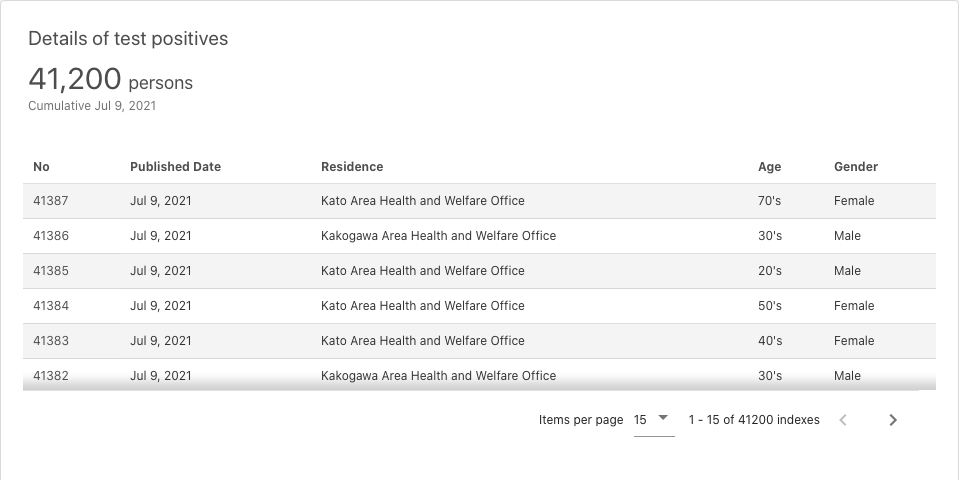 Details of test positives
41,200 persons
Cumulative Jul 9, 2021
No Published Date Residence Age Gender
41387 Jul 9, 2021 Kato Area Health and Welfare Office 70's Female
41386 Jul 9, 2021 Kakogawa Area Health and Welfare Office 30's Male
41385 Jul 9, 2021 Kato Area Health and Welfare Office 20's Male
41384 Jul 9, 2021 Kato Area Health and Welfare Office 50's Female
41383 Jul 9, 2021 Kato Area Health and Welfare Office 40's Female
41382 Jul 9, 2021 Kakogawa Area Health and Welfare Office 30's Male
Items per page 15 1 - 15 of 41200 indexes